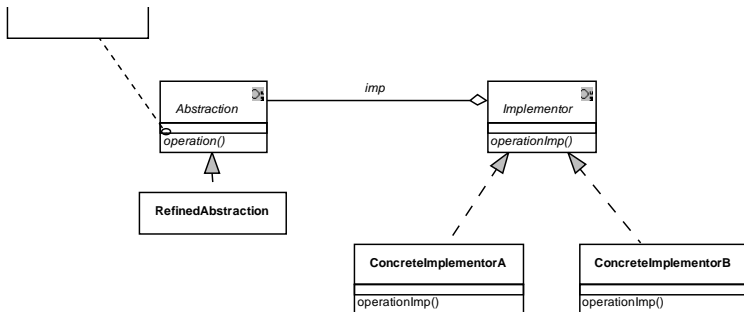 imp
Abstraction
Implementor
operation()
operationImp()
RefinedAbstraction
ConcreteImplementorA
ConcreteImplementorB
operationImp()
operationImp()